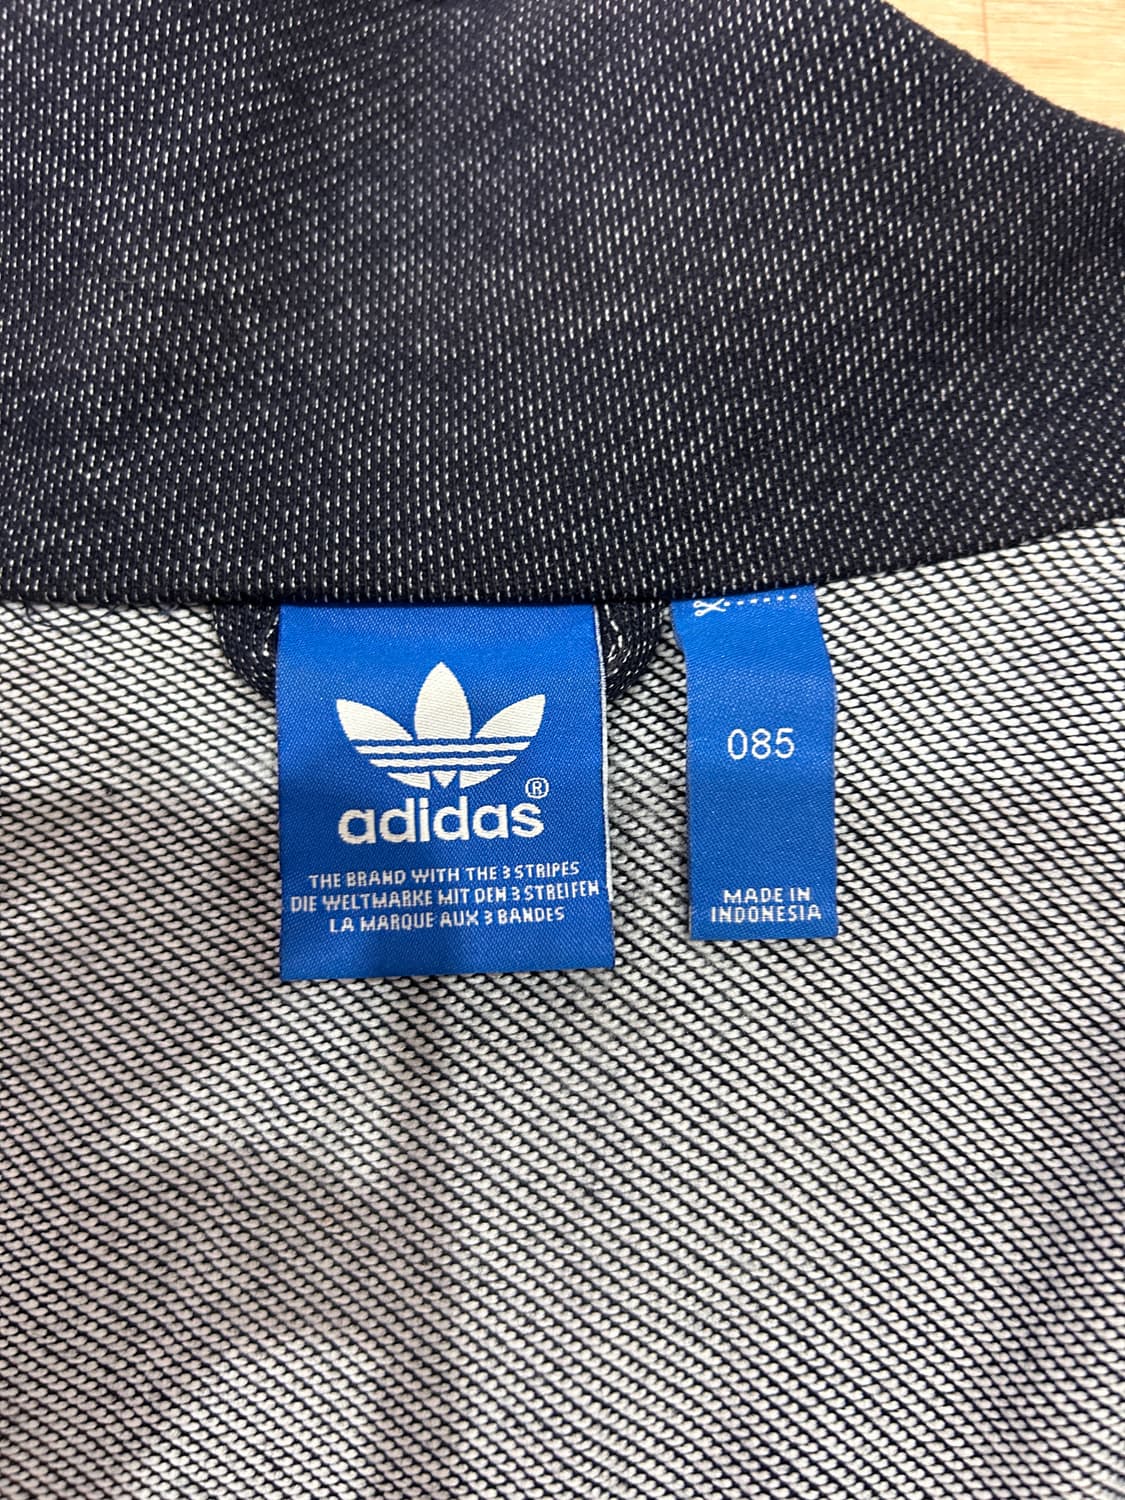 adidas®
THE BRAND WITH THE 3 STRIPES
DIE WELTMARKE MIT DEN 3 STREIFEN
LA MARQUE AUX 3 BANDES
085
MADE IN
INDONESIA